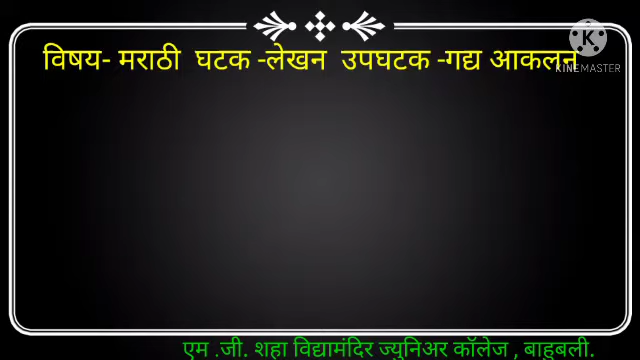 विषय- मराठी घटक -लेखन उपघटक -गद्य आकलन
KINEMASTER
एम .जी. शहा विद्यामंदिर ज्युनिअर कॉलेज , बाहुबली.